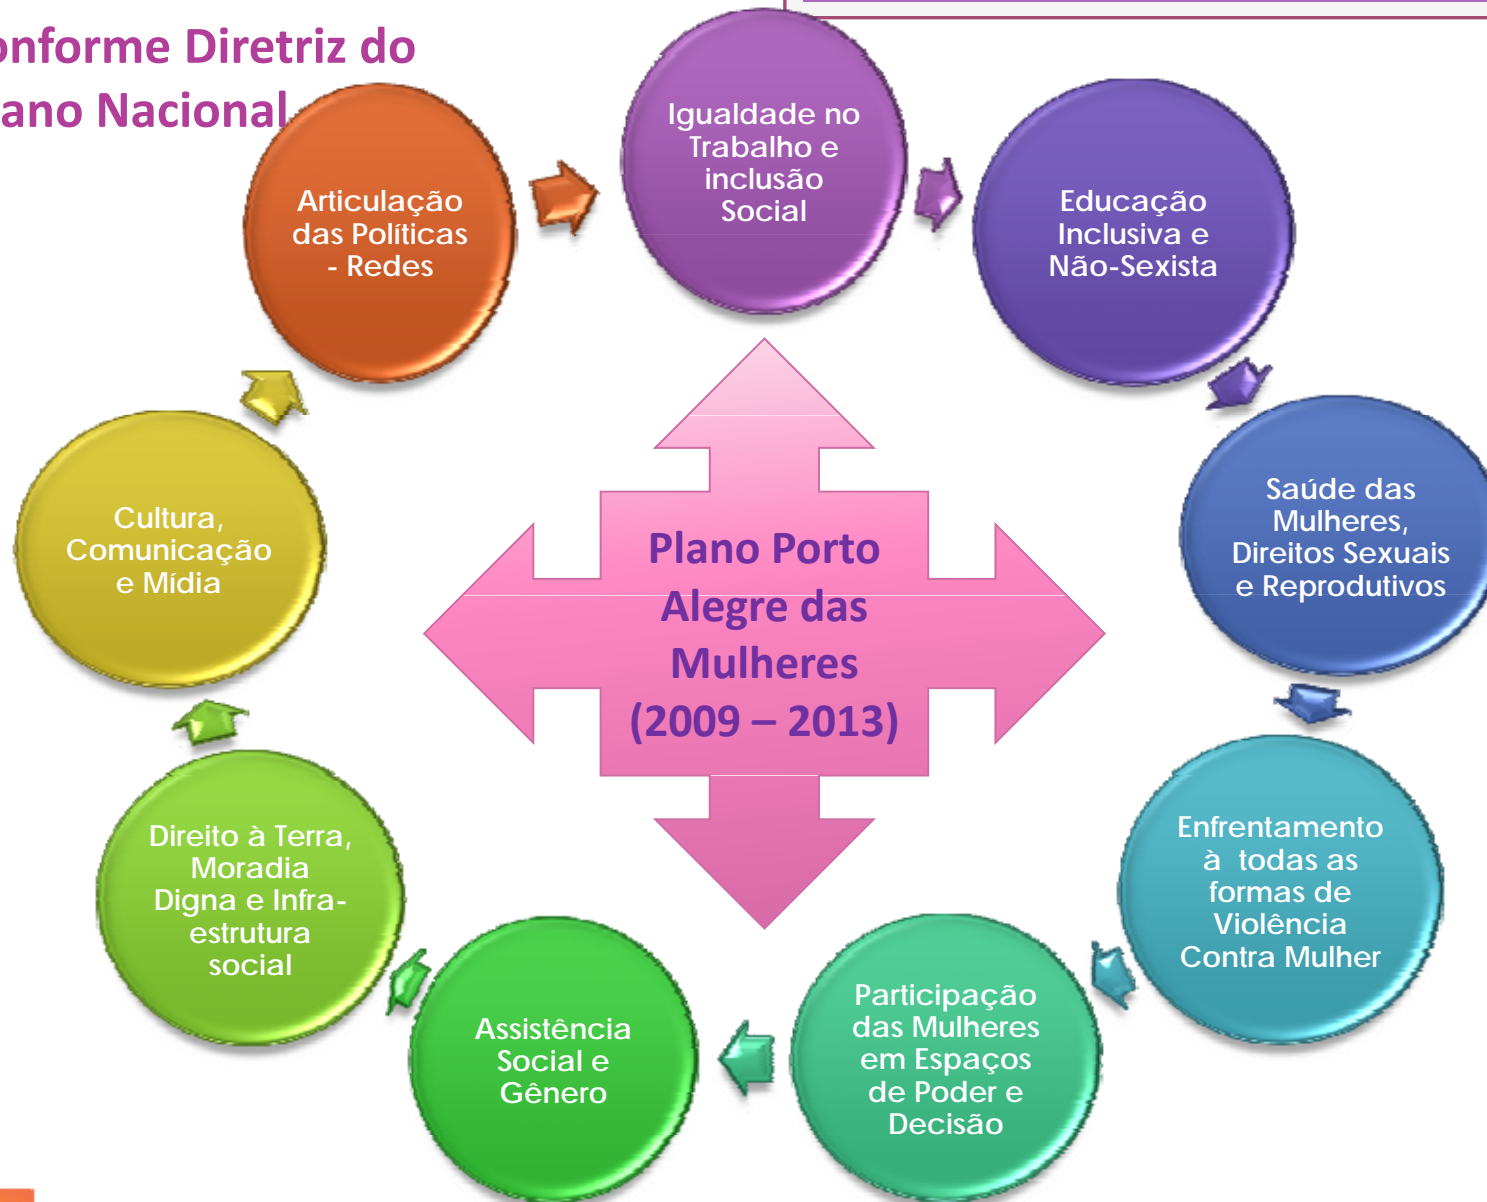 onforme Diretriz do
ano Nacional
Igualdade no
Trabalho e
inclusão
Social
Educação
Inclusiva e
Não-Sexista
Saúde das
Mulheres,
Direitos Sexuais
e Reprodutivos
Enfrentamento
à todas as
formas de
Violência
Contra Mulher
Participação
das Mulheres
em Espaços
de Poder e
Decisão
Assistência
Social e
Gênero
Direito à Terra,
Moradia
Digna e Infra-
estrutura
social
Cultura,
Comunicação
e Mídia
Articulação
das Políticas
- Redes
Plano Porto
Alegre das
Mulheres
(2009 – 2013)